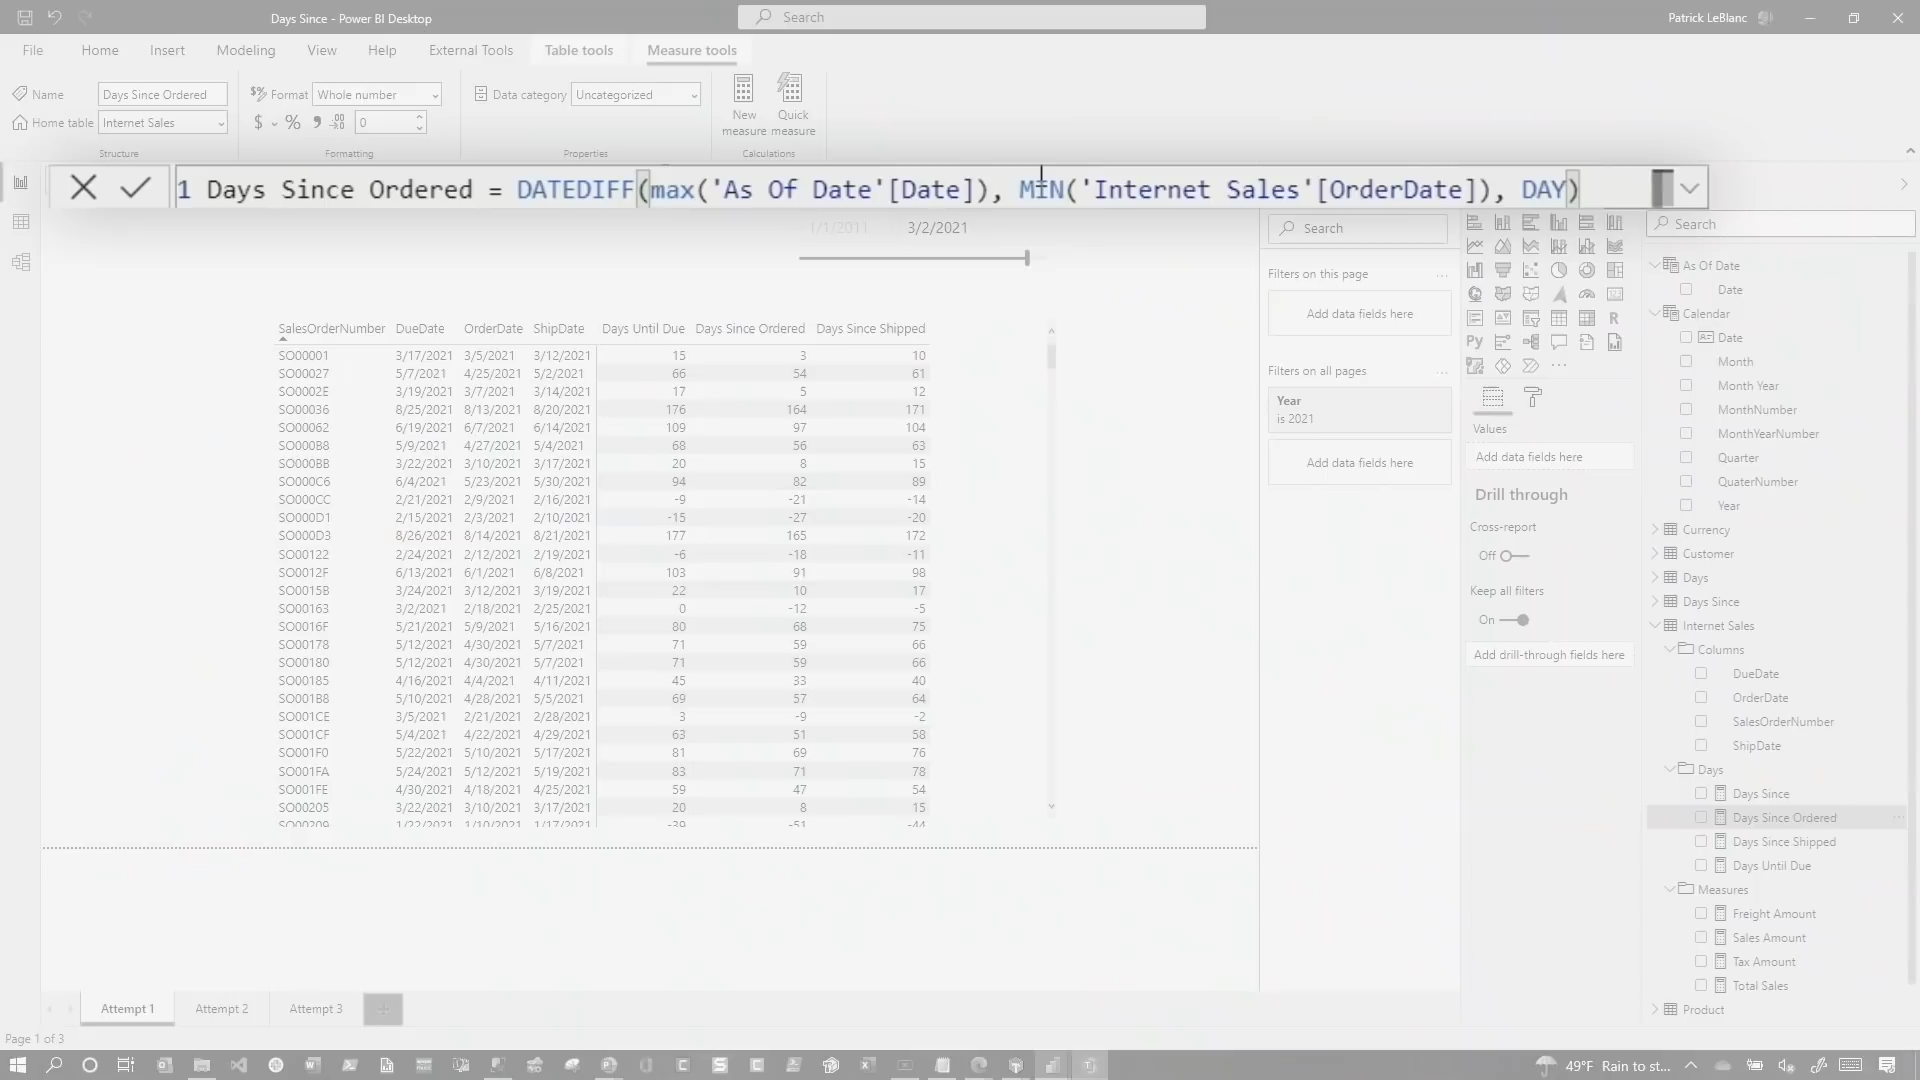 Days Since - Power BI Desktop
Search
Patrick LeBlanc
File Home Insert Modeling View Help External Tools Table tools Measure tools
Name Days Since Ordered
Home table Internet Sales
Structure
Format Whole number
$ % 9 .00 0
Formatting
Data category Uncategorized
Properties
New measure
Quick measure
Calculations
1 Days Since Ordered = DATEDIFF(max('As Of Date'[Date]), MIN('Internet Sales'[OrderDate]), DAY)
1/1/2011 3/2/2021
SalesOrderNumber DueDate OrderDate ShipDate Days Until Due Days Since Ordered Days Since Shipped
SO00001 3/17/2021 3/5/2021 3/12/2021 15 3 10
SO00027 5/7/2021 4/25/2021 5/2/2021 66 54 61
SO0002E 3/19/2021 3/7/2021 3/14/2021 17 5 12
SO00036 8/25/2021 8/13/2021 8/20/2021 176 164 171
SO00062 6/19/2021 6/7/2021 6/14/2021 109 97 104
SO000B8 5/9/2021 4/27/2021 5/4/2021 68 56 63
SO000BB 3/22/2021 3/10/2021 3/17/2021 20 8 15
SO000C6 6/4/2021 5/23/2021 5/30/2021 94 82 89
SO000CC 2/21/2021 2/9/2021 2/16/2021 -9 -21 -14
SO000D1 2/15/2021 2/3/2021 2/10/2021 -15 -27 -20
SO000D3 8/26/2021 8/14/2021 8/21/2021 177 165 172
SO00122 2/24/2021 2/12/2021 2/19/2021 -6 -18 -11
SO0012F 6/13/2021 6/1/2021 6/8/2021 103 91 98
SO0015B 3/24/2021 3/12/2021 3/19/2021 22 10 17
SO00163 3/2/2021 2/18/2021 2/25/2021 0 -12 -5
SO0016F 5/21/2021 5/9/2021 5/16/2021 80 68 75
SO00178 5/12/2021 4/30/2021 5/7/2021 71 59 66
SO00180 5/12/2021 4/30/2021 5/7/2021 71 59 66
SO00185 4/16/2021 4/4/2021 4/11/2021 45 33 40
SO001B8 5/10/2021 4/28/2021 5/5/2021 69 57 64
SO001CE 3/5/2021 2/21/2021 2/28/2021 3 -9 -2
SO001CF 5/4/2021 4/22/2021 4/29/2021 63 51 58
SO001F0 5/22/2021 5/10/2021 5/17/2021 81 69 76
SO001FA 5/24/2021 5/12/2021 5/19/2021 83 71 78
SO001FE 4/30/2021 4/18/2021 4/25/2021 59 47 54
SO00205 3/22/2021 3/10/2021 3/17/2021 20 8 15
SO00209 1/22/2021 1/10/2021 1/17/2021 -39 -51 -44
Search
Filters on this page
Add data fields here
Filters on all pages
Year
is 2021
Add data fields here
R
Py
Values
Add data fields here
Drill through
Cross-report
Off
Keep all filters
On
Add drill-through fields here
Search
As Of Date
Date
Calendar
Date
Month
Month Year
MonthNumber
MonthYearNumber
Quarter
QuaterNumber
Year
Currency
Customer
Days
Days Since
Internet Sales
Columns
DueDate
OrderDate
SalesOrderNumber
ShipDate
Days
Days Since
Days Since Ordered
Days Since Shipped
Days Until Due
Measures
Freight Amount
Sales Amount
Tax Amount
Total Sales
Product
Attempt 1 Attempt 2 Attempt 3
Page 1 of 3
49°F Rain to st...